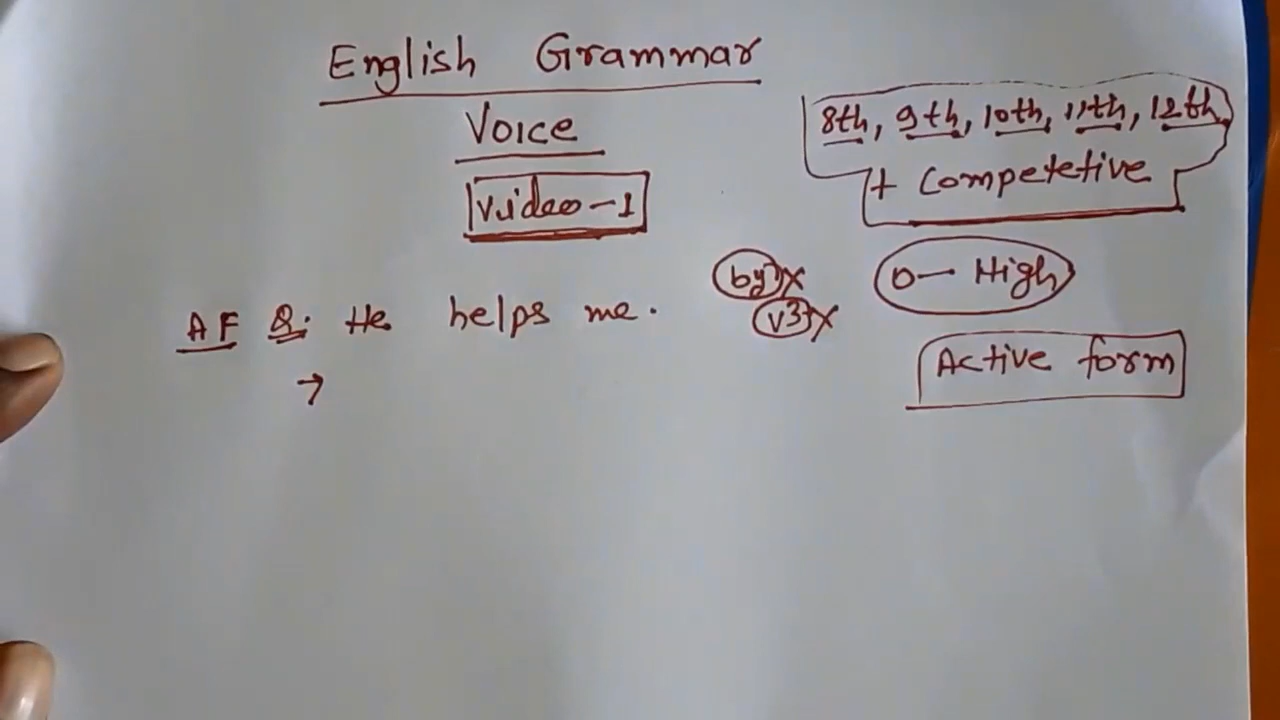 English Grammar
Voice
Video-1
8th, 9th, 10th, 11th, 12th,
+ Competetive
by x
0 — High
AF Q. He helps me.
v3 x
Active form
→